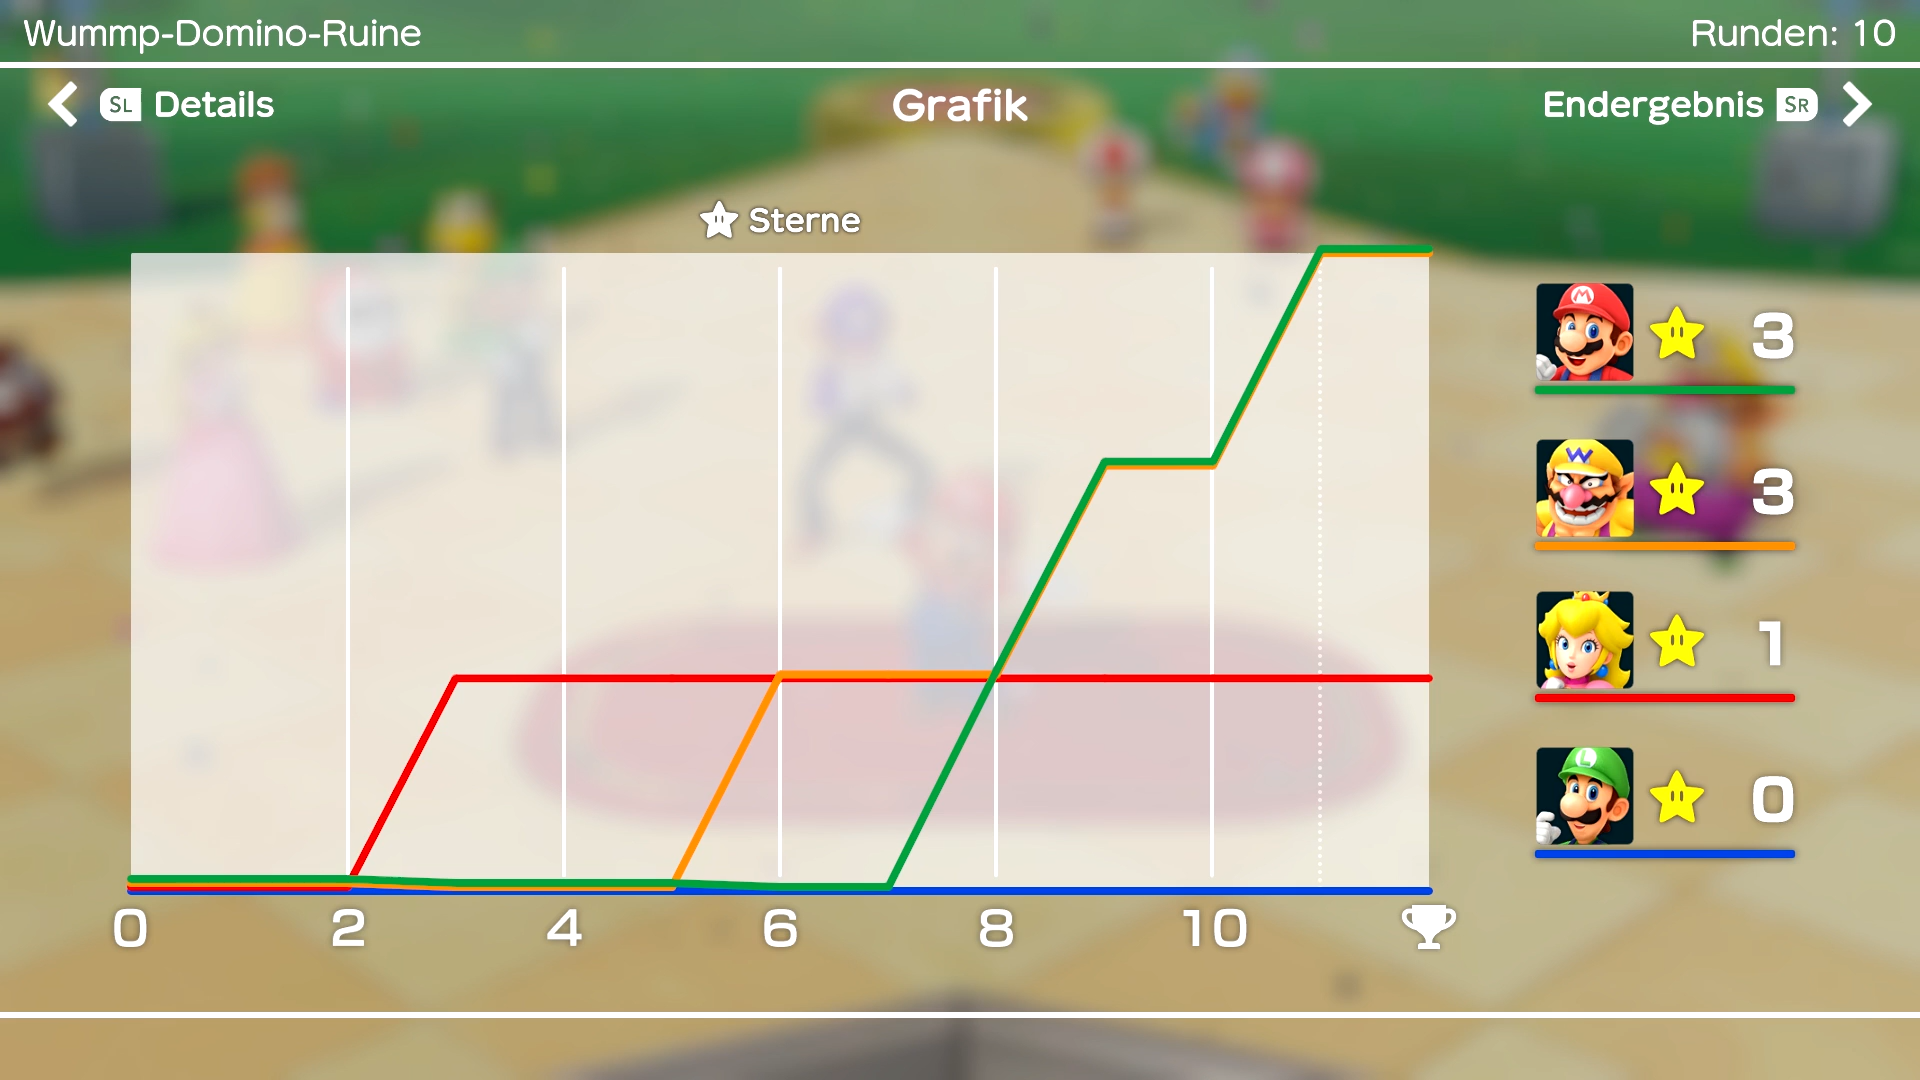 Wummp-Domino-Ruine
Runden: 10
SL Details
Grafik
Endergebnis SR
Sterne
3
3
1
0
0 2 4 6 8 10